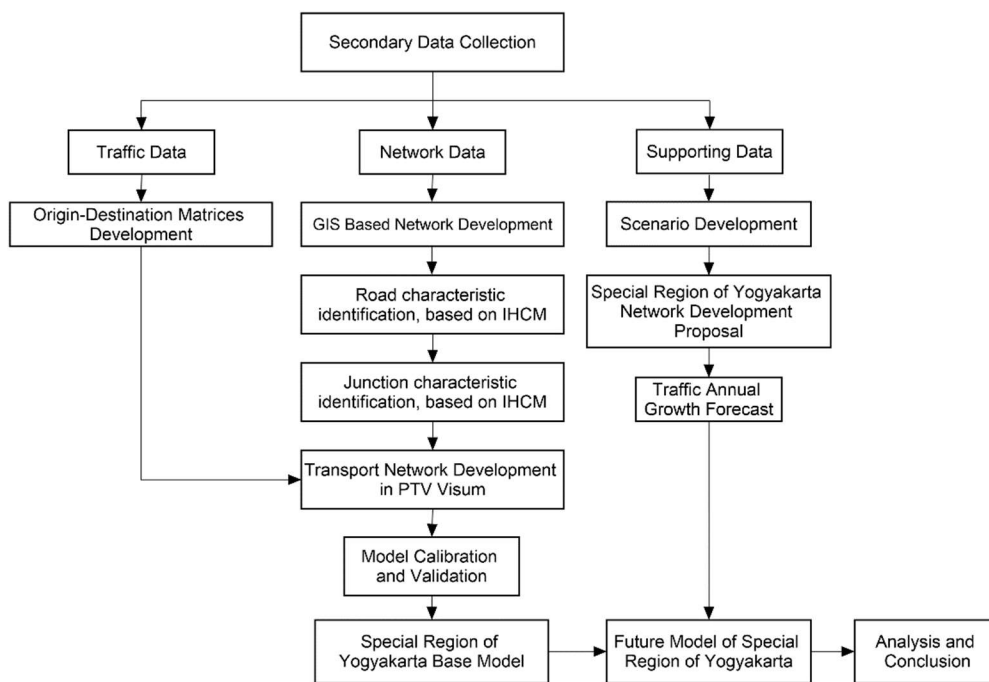 Secondary Data Collection
Traffic Data
Network Data
Supporting Data
Origin-Destination Matrices
Development
GIS Based Network Development
Scenario Development
Road characteristic
identification, based on IHCM
Special Region of Yogyakarta
Network Development
Proposal
Junction characteristic
identification, based on IHCM
Traffic Annual
Growth Forecast
Transport Network Development
in PTV Visum
Model Calibration
and Validation
Special Region of
Yogyakarta Base Model
Future Model of Special
Region of Yogyakarta
Analysis and
Conclusion